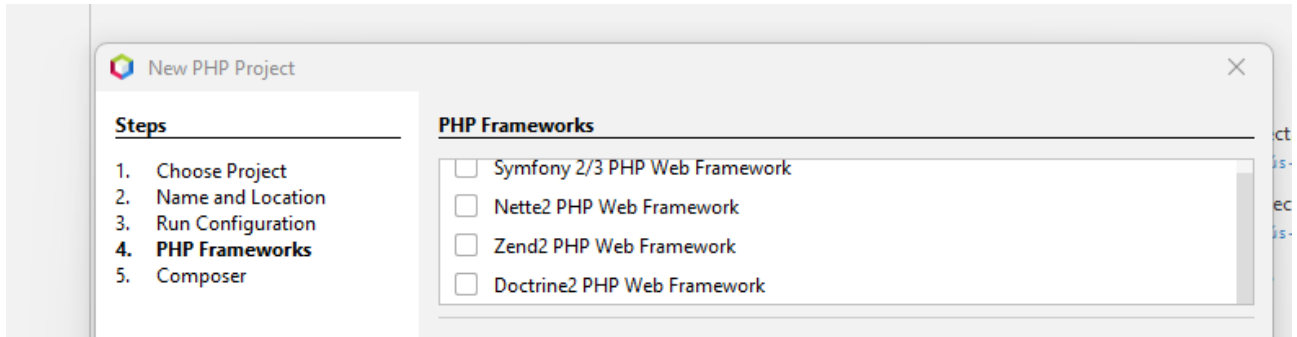 New PHP Project
Steps
1. Choose Project
2. Name and Location
3. Run Configuration
4. PHP Frameworks
5. Composer
PHP Frameworks
Symfony 2/3 PHP Web Framework
Nette2 PHP Web Framework
Zend2 PHP Web Framework
Doctrine2 PHP Web Framework